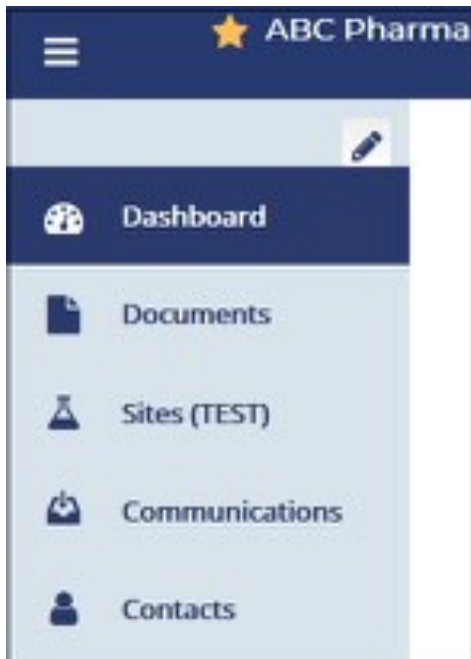 ABC Pharma
Dashboard
Documents
Sites (TEST)
Communications
Contacts